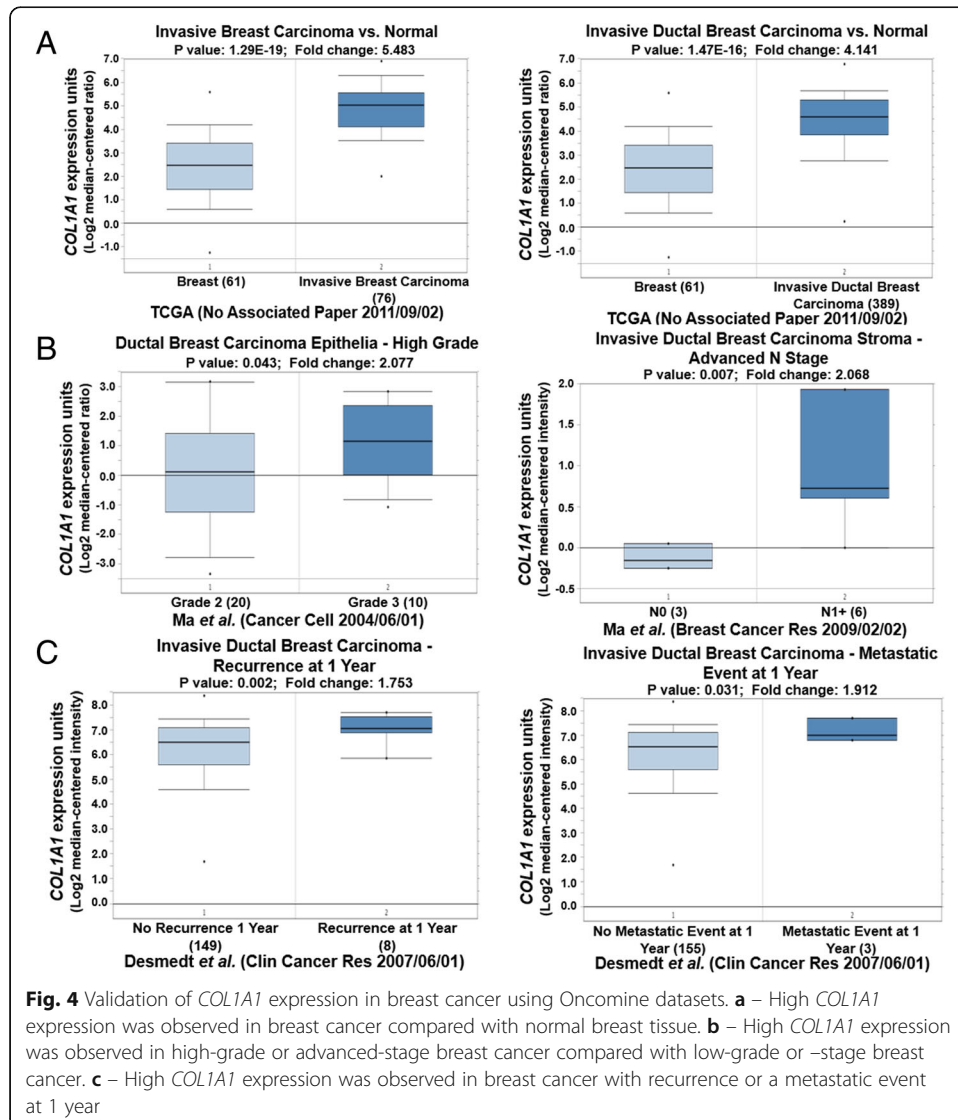 A
Invasive Breast Carcinoma vs. Normal
P value: 1.29E-19; Fold change: 5.483
COL1A1 expression units
(Log2 median-centered ratio)
7.0
6.0
5.0
4.0
3.0
2.0
1.0
0.0
-1.0
1
2
Breast (61)
Invasive Breast Carcinoma
(76)
TCGA (No Associated Paper 2011/09/02)
Invasive Ductal Breast Carcinoma vs. Normal
P value: 1.47E-16; Fold change: 4.141
COL1A1 expression units
(Log2 median-centered ratio)
7.0
6.0
5.0
4.0
3.0
2.0
1.0
0.0
-1.0
1
2
Breast (61)
Invasive Ductal Breast
Carcinoma (389)
TCGA (No Associated Paper 2011/09/02)
B
Ductal Breast Carcinoma Epithelia - High Grade
P value: 0.043; Fold change: 2.077
COL1A1 expression units
(Log2 median-centered ratio)
3.0
2.0
1.0
0.0
-1.0
-2.0
-3.0
1
2
Grade 2 (20)
Grade 3 (10)
Ma et al. (Cancer Cell 2004/06/01)
Invasive Ductal Breast Carcinoma Stroma -
Advanced N Stage
P value: 0.007; Fold change: 2.068
COL1A1 expression units
(Log2 median-centered intensity)
2.0
1.5
1.0
0.5
0.0
-0.5
1
2
N0 (3)
N1+ (6)
Ma et al. (Breast Cancer Res 2009/02/02)
C
Invasive Ductal Breast Carcinoma -
Recurrence at 1 Year
P value: 0.002; Fold change: 1.753
COL1A1 expression units
(Log2 median-centered intensity)
8.0
7.0
6.0
5.0
4.0
3.0
2.0
1.0
0.0
1
2
No Recurrence 1 Year
(149)
Recurrence at 1 Year
(8)
Desmedt et al. (Clin Cancer Res 2007/06/01)
Invasive Ductal Breast Carcinoma - Metastatic
Event at 1 Year
P value: 0.031; Fold change: 1.912
COL1A1 expression units
(Log2 median-centered intensity)
8.0
7.0
6.0
5.0
4.0
3.0
2.0
1.0
0.0
1
2
No Metastatic Event at 1
Year (155)
Metastatic Event at 1
Year (3)
Desmedt et al. (Clin Cancer Res 2007/06/01)
Fig. 4 Validation of COL1A1 expression in breast cancer using Oncomine datasets. a – High COL1A1
expression was observed in breast cancer compared with normal breast tissue. b – High COL1A1 expression
was observed in high-grade or advanced-stage breast cancer compared with low-grade or –stage breast
cancer. c – High COL1A1 expression was observed in breast cancer with recurrence or a metastatic event
at 1 year